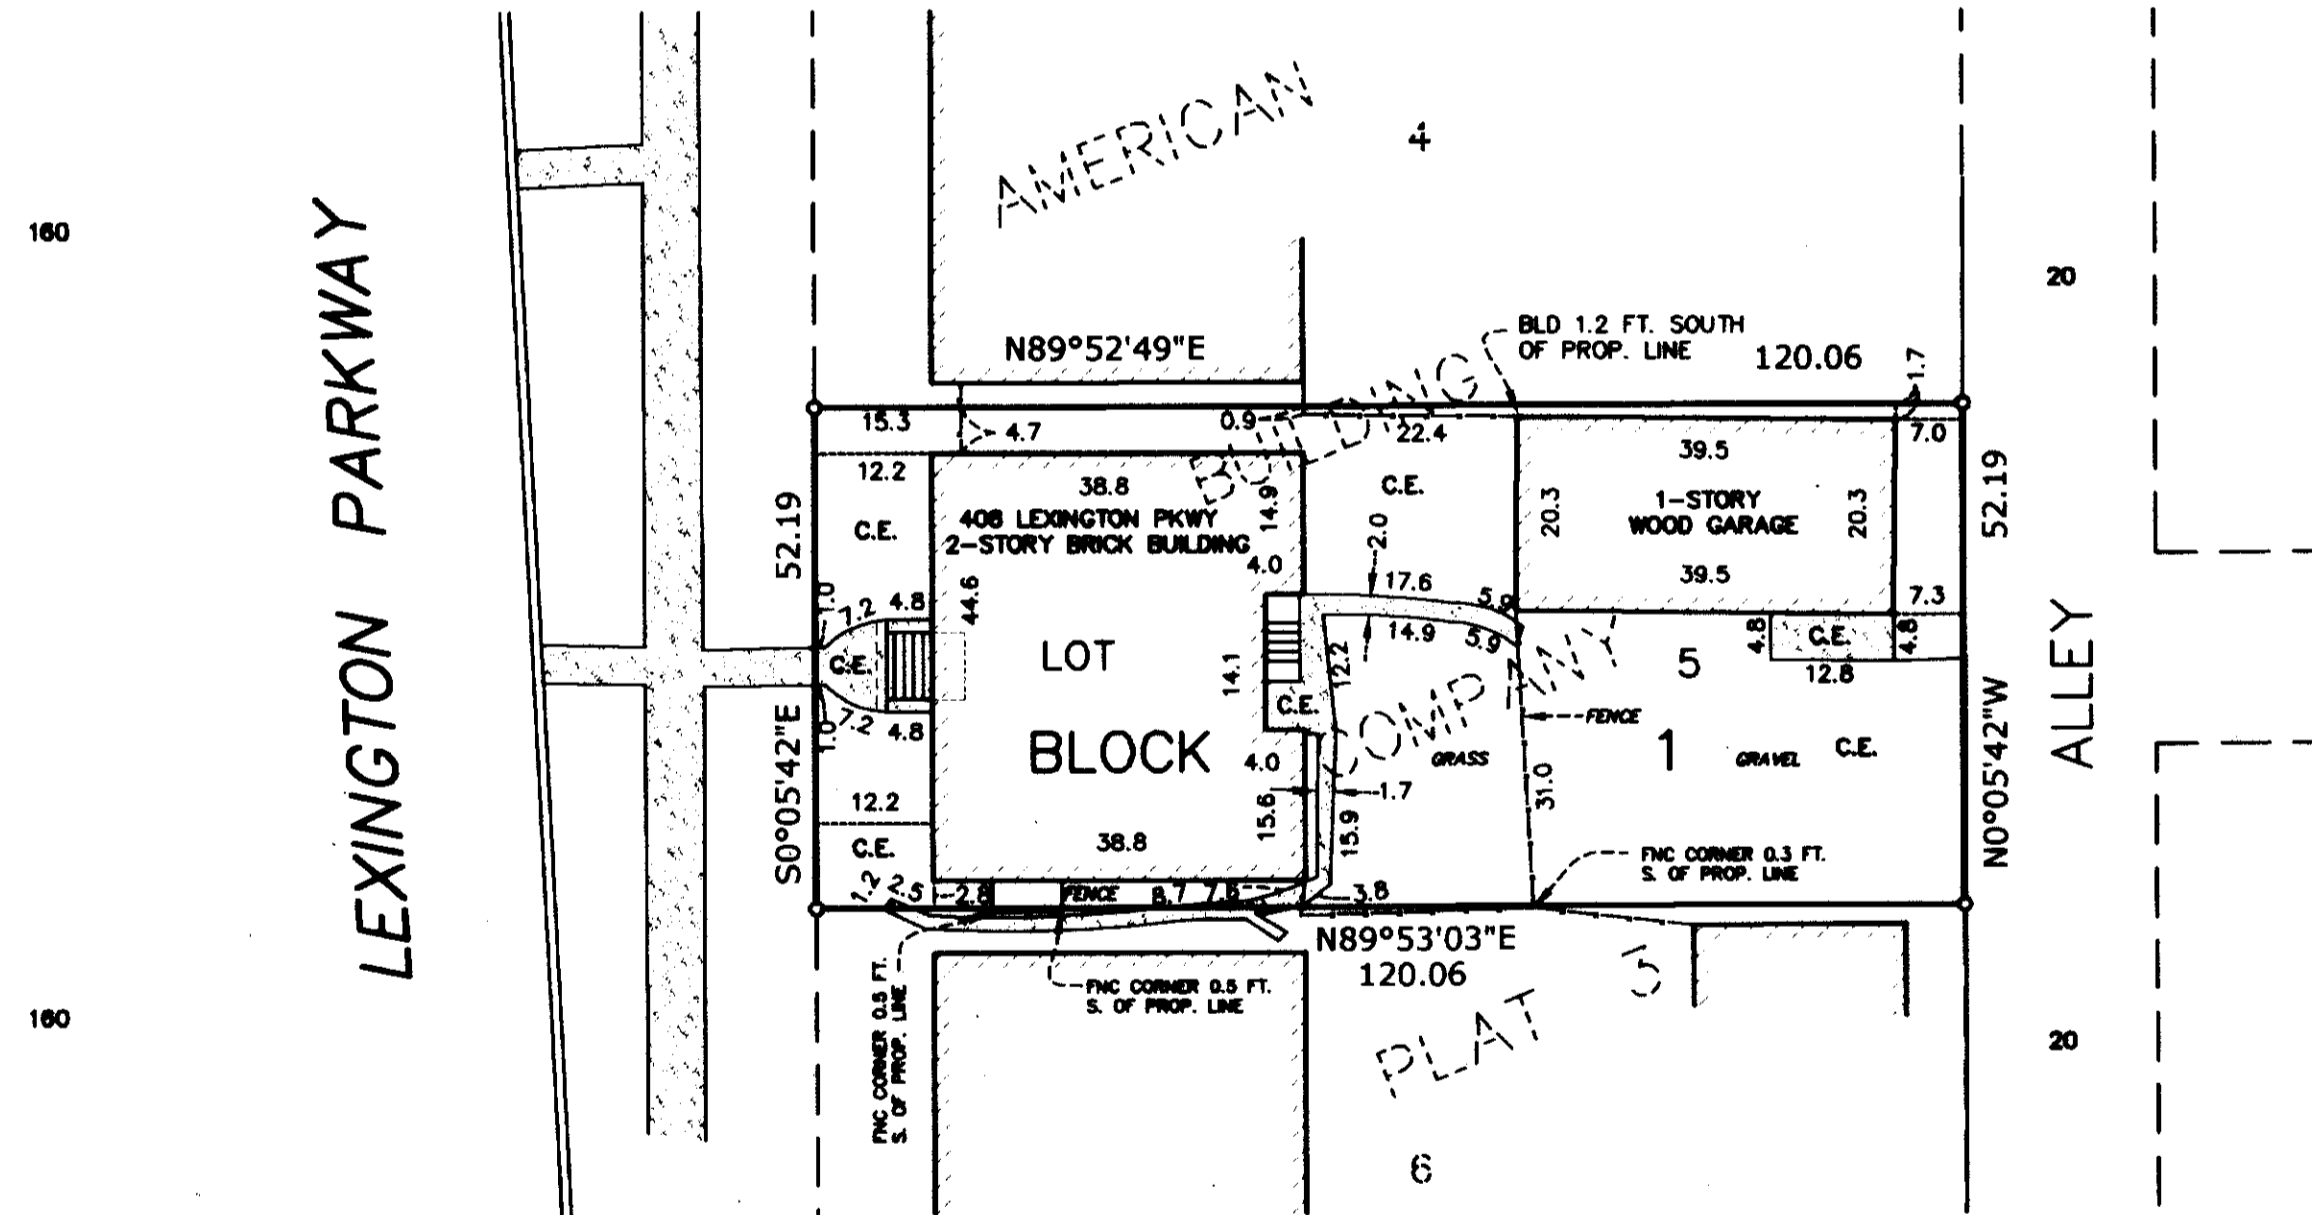 AMERICAN
4
160
LEXINGTON PARKWAY
20
BLD 1.2 FT. SOUTH
OF PROP. LINE
120.06
1.7
N89°52'49"E
BUILDING
15.3
4.7
0.9
22.4
7.0
12.2
38.8
14.9
C.E.
39.5
52.19
C.E.
408 LEXINGTON PKWY
2-STORY BRICK BUILDING
4.0
2.0
20.3
1-STORY
WOOD GARAGE
20.3
52.19
1.0
7.2
4.8
44.6
17.6
5.9
39.5
7.3
C.E.
LOT
14.1
12.2
14.9
5.9
5
4.8
C.E.
4.8
12.8
ALLEY
1.0
7.2
4.8
C.E.
COMP'NY
FENCE
S0°05'42"E
BLOCK
4.0
GRASS
1
GRAVEL
C.E.
N0°05'42"W
12.2
15.6
1.7
31.0
C.E.
38.8
15.9
FNC CORNER 0.3 FT.
S. OF PROP. LINE
1.2
2.5
2.8
FENCE
8.7
7.6
3.8
N89°53'03"E
120.06
FNC CORNER 0.5 FT.
S. OF PROP. LINE
FNC CORNER 0.5 FT.
S. OF PROP. LINE
160
PLAT
5
20
6